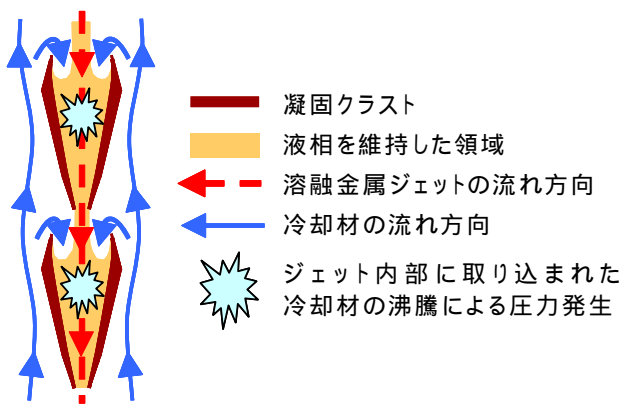 凝固クラスト
液相を維持した領域
溶融金属ジェットの流れ方向
冷却材の流れ方向
ジェット内部に取り込まれた
冷却材の沸騰による圧力発生